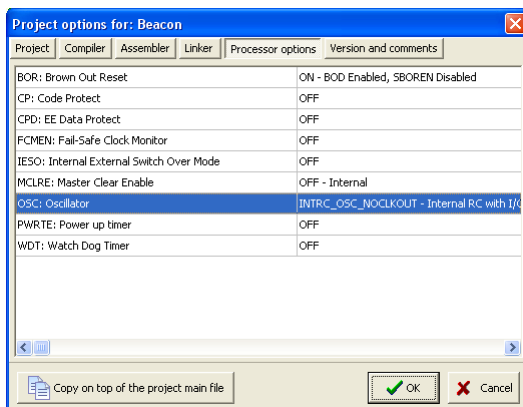 Project options for: Beacon
Project Compiler Assembler Linker Processor options Version and comments
BOR: Brown Out Reset ON - BOD Enabled, SBOREN Disabled
CP: Code Protect OFF
CPD: EE Data Protect OFF
FCMEN: Fail-Safe Clock Monitor OFF
IESO: Internal External Switch Over Mode OFF
MCLRE: Master Clear Enable OFF - Internal
OSC: Oscillator INTRC_OSC_NOCLKOUT - Internal RC with I/
PWRTE: Power up timer OFF
WDT: Watch Dog Timer OFF
Copy on top of the project main file OK Cancel